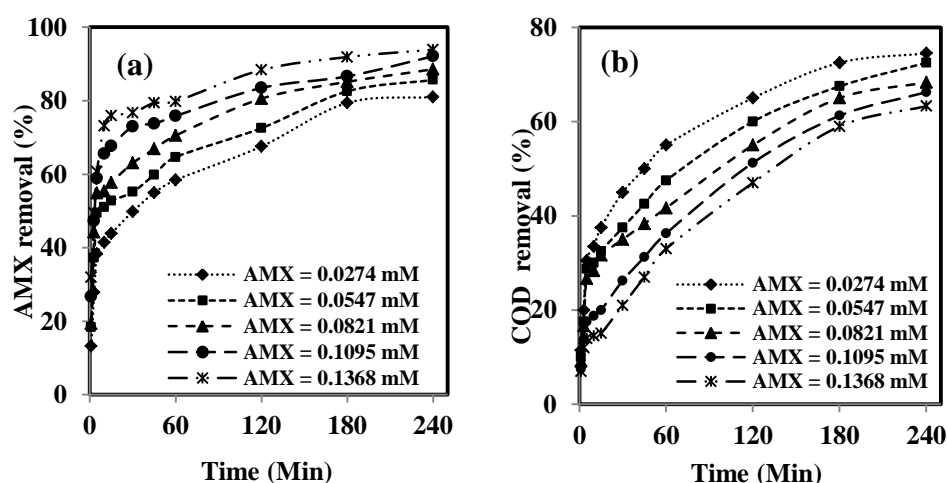 (a)
AMX removal (%)
100
80
60
40
20
0
AMX = 0.0274 mM
AMX = 0.0547 mM
AMX = 0.0821 mM
AMX = 0.1095 mM
AMX = 0.1368 mM
0 60 120 180 240
Time (Min)
(b)
CQD removal (%)
80
60
40
20
0
AMX = 0.0274 mM
AMX = 0.0547 mM
AMX = 0.0821 mM
AMX = 0.1095 mM
AMX = 0.1368 mM
0 60 120 180 240
Time (Min)